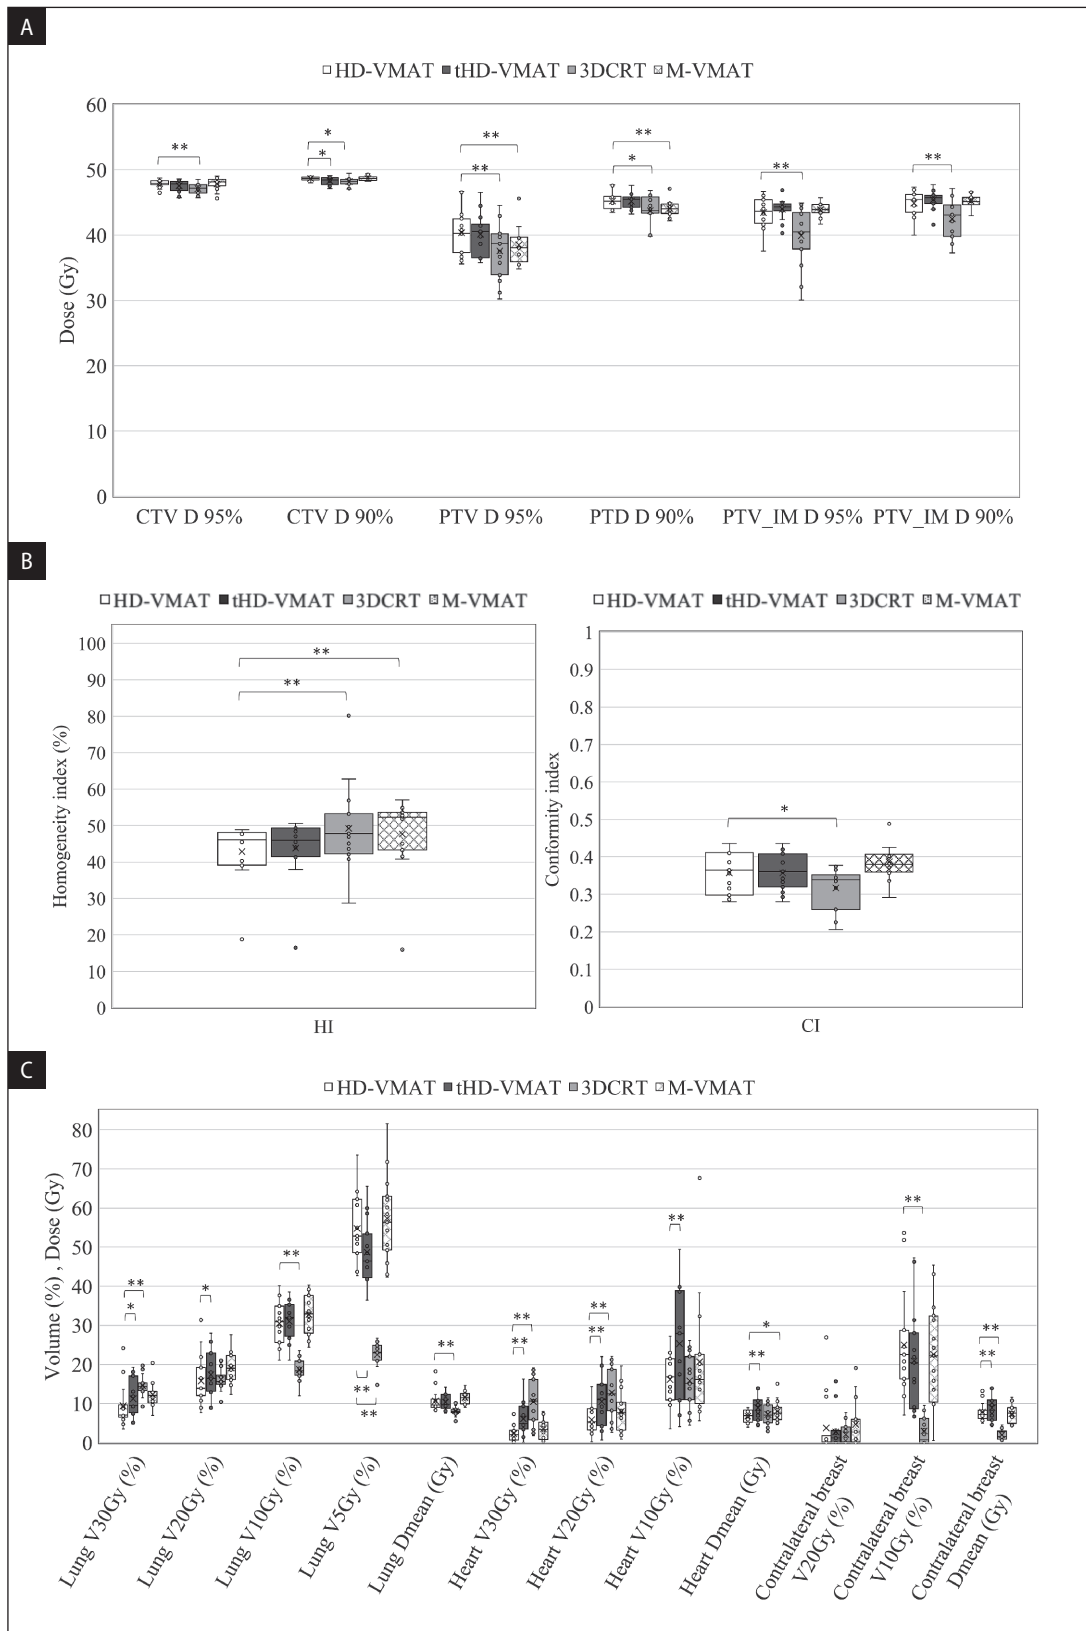 A
HD-VMAT tHD-VMAT 3DCRT M-VMAT
60
50
40
30
20
10
0
Dose (Gy)
** * * ** ** ** * ** **
CTV D 95% CTV D 90% PTV D 95% PTD D 90% PTV_IM D 95% PTV_IM D 90%
B
HD-VMAT tHD-VMAT 3DCRT M-VMAT
100
90
80
70
60
50
40
30
20
10
0
Homogeneity index (%)
**
**
HI
HD-VMAT tHD-VMAT 3DCRT M-VMAT
1
0.9
0.8
0.7
0.6
0.5
0.4
0.3
0.2
0.1
0
Conformity index
*
CI
C
HD-VMAT tHD-VMAT 3DCRT M-VMAT
80
70
60
50
40
30
20
10
0
Volume (%) , Dose (Gy)
** * * ** ** ** ** ** ** ** ** ** * ** ** ** **
Lung V30Gy (%)
Lung V20Gy (%)
Lung V10Gy (%)
Lung V5Gy (%)
Lung Dmean (Gy)
Heart V30Gy (%)
Heart V20Gy (%)
Heart V10Gy (%)
Heart Dmean (Gy)
Contralateral breast
V20Gy (%)
Contralateral breast
V10Gy (%)
Contralateral breast
Dmean (Gy)